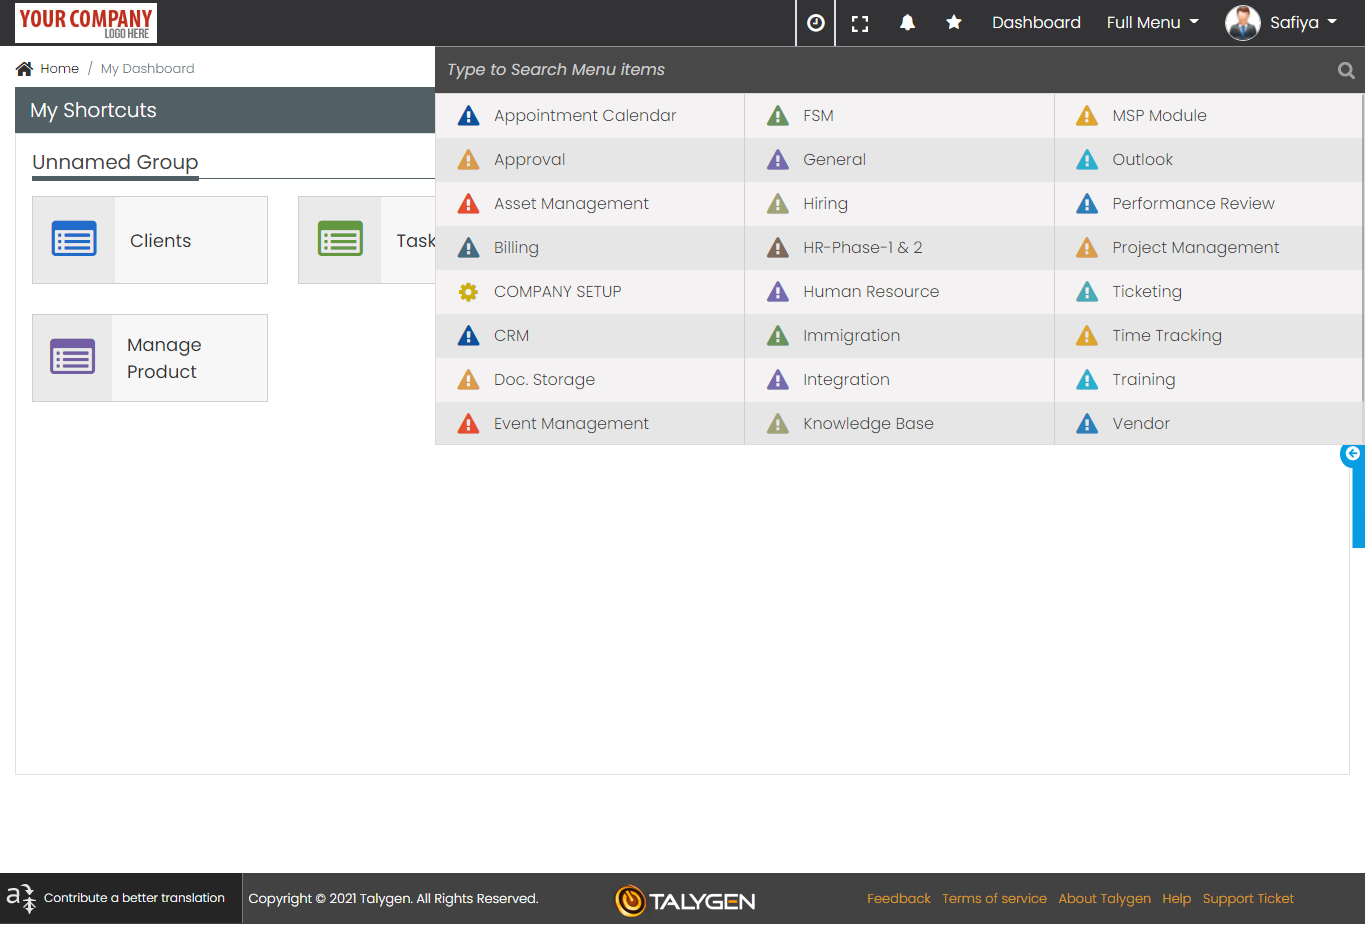 YOUR COMPANY
LOGO HERE
Dashboard
Full Menu
Safiya
Home / My Dashboard
Type to Search Menu items
My Shortcuts
Unnamed Group
Clients
Task
Manage
Product
Appointment Calendar
Approval
Asset Management
Billing
COMPANY SETUP
CRM
Doc. Storage
Event Management
FSM
General
Hiring
HR-Phase-1 & 2
Human Resource
Immigration
Integration
Knowledge Base
MSP Module
Outlook
Performance Review
Project Management
Ticketing
Time Tracking
Training
Vendor
a Contribute a better translation
Copyright © 2021 Talygen. All Rights Reserved.
TALYGEN
Feedback Terms of service About Talygen Help Support Ticket